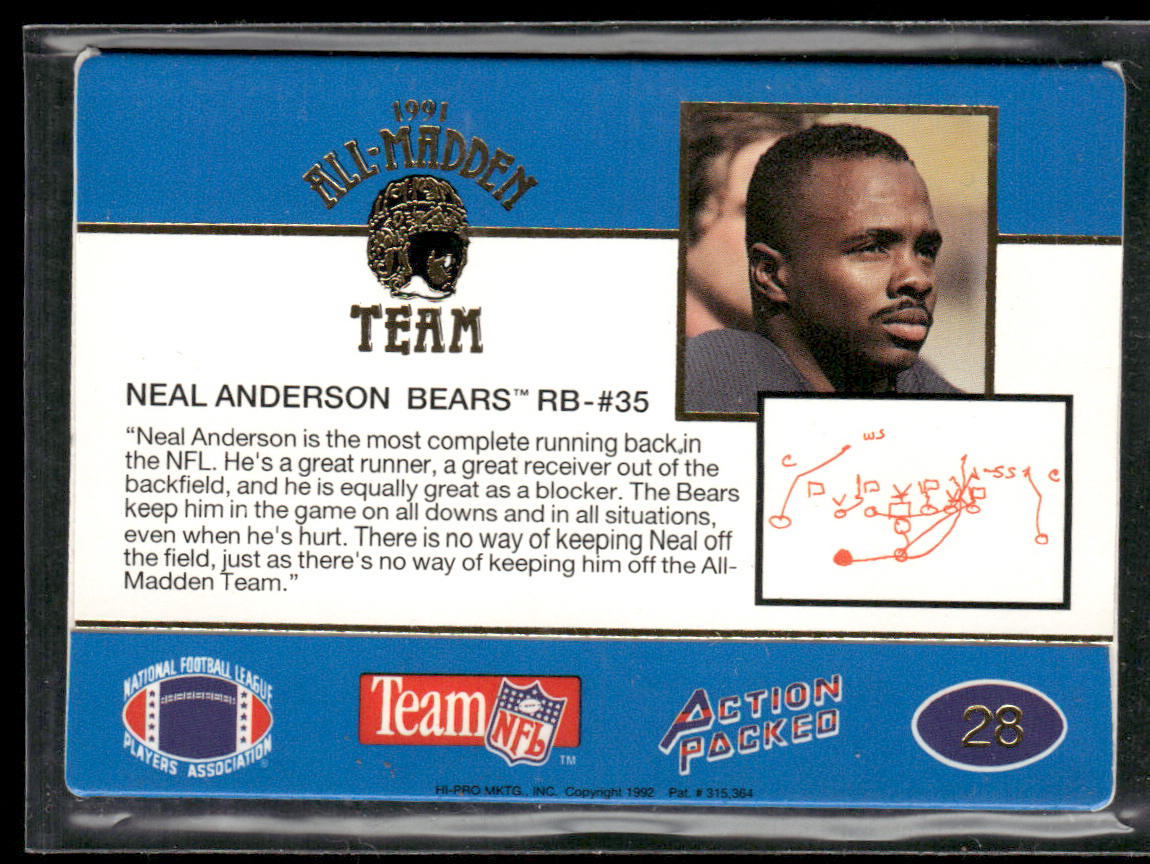 1991
ALL-MADDEN
TEAM
NEAL ANDERSON BEARS™ RB-#35
“Neal Anderson is the most complete running back in
the NFL. He's a great runner, a great receiver out of the
backfield, and he is equally great as a blocker. The Bears
keep him in the game on all downs and in all situations,
even when he's hurt. There is no way of keeping Neal off
the field, just as there's no way of keeping him off the All-
Madden Team.”
WS
C
SS
C
NATIONAL FOOTBALL LEAGUE
PLAYERS ASSOCIATION
Team NFL TM
ACTION
PACKED
28
HI-PRO MKTG., INC. Copyright 1992 Pat. # 315,364